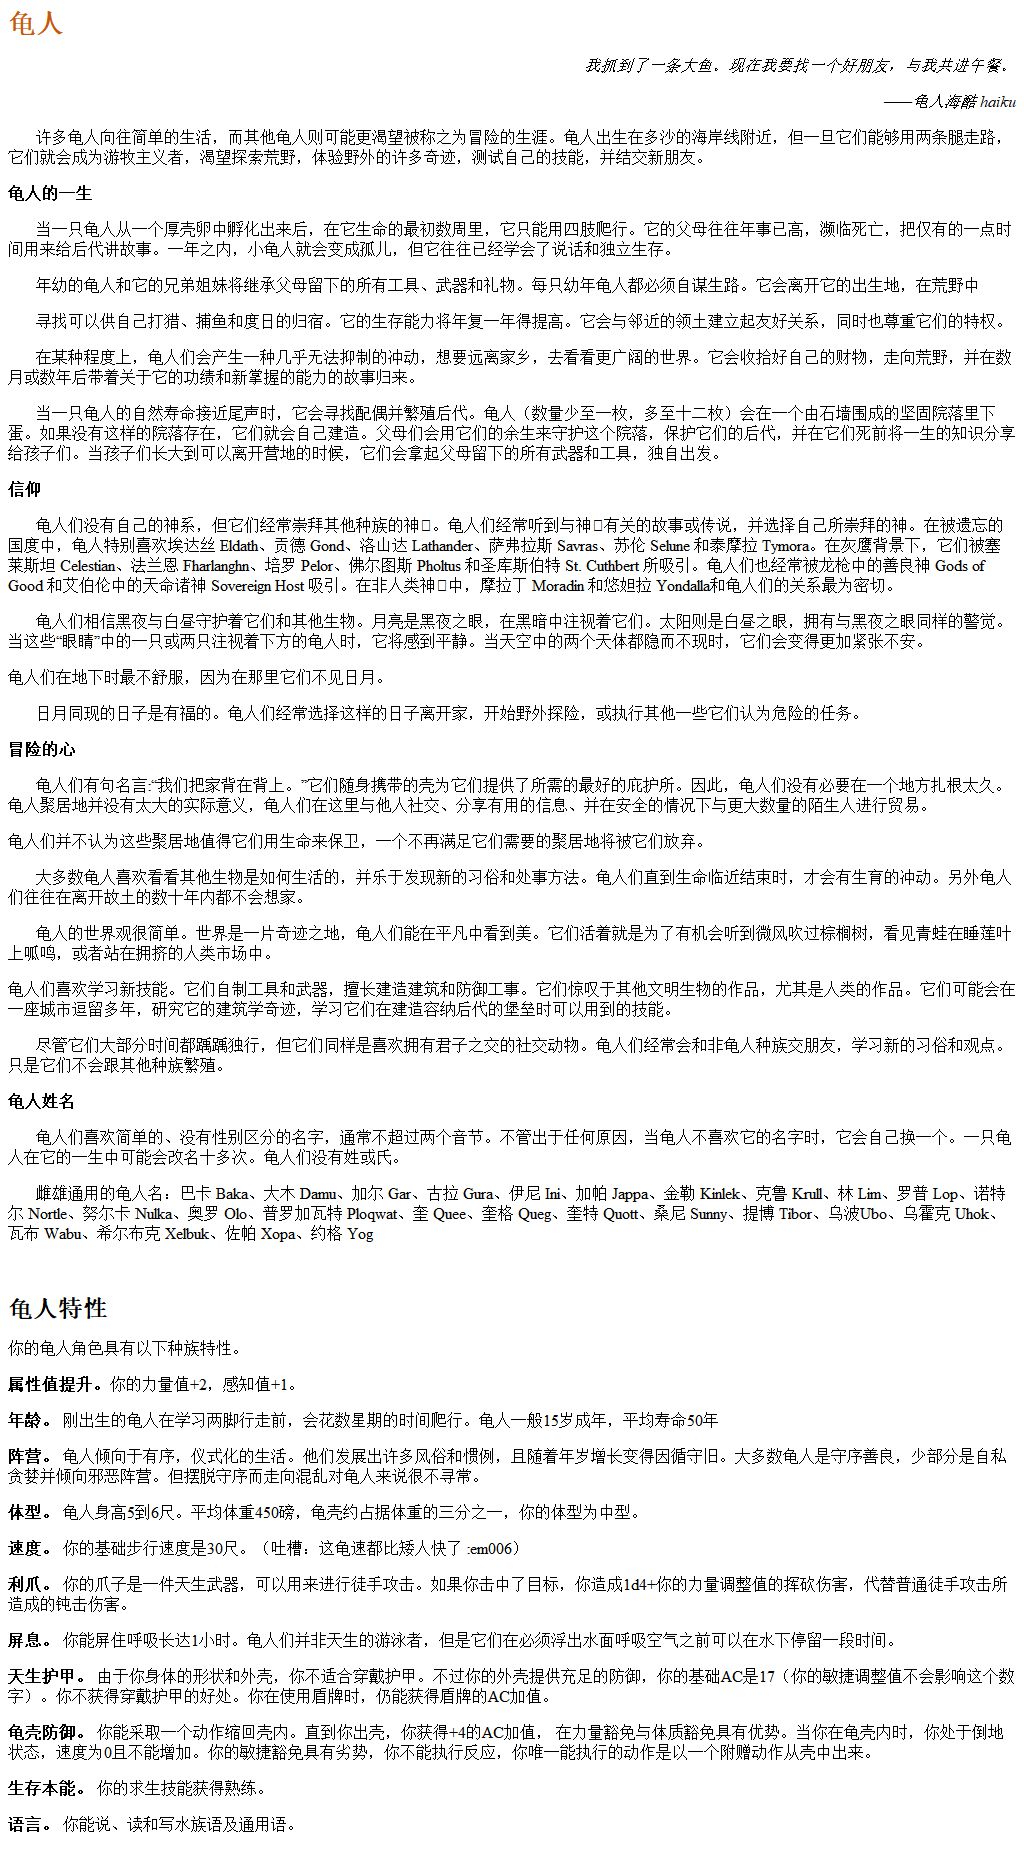 龟人
我抓到了一条大鱼。现在我要找一个好朋友，与我共进午餐。
——龟人海酷 haiku
许多龟人向往简单的生活，而其他龟人则可能更渴望被称之为冒险的生涯。龟人出生在多沙的海岸线附近，但一旦它们能够用两条腿走路，
它们就会成为游牧主义者，渴望探索荒野，体验野外的许多奇迹，测试自己的技能，并结交新朋友。
龟人的一生
当一只龟人从一个厚壳卵中孵化出来后，在它生命的最初数周里，它只能用四肢爬行。它的父母往往年事已高，濒临死亡，把仅有的一点时
间用来给后代讲故事。一年之内，小龟人就会变成孤儿，但它往往已经学会了说话和独立生存。
年幼的龟人和它的兄弟姐妹将继承父母留下的所有工具、武器和礼物。每只幼年龟人都必须自谋生路。它会离开它的出生地，在荒野中
寻找可以供自己打猎、捕鱼和度日的归宿。它的生存能力将年复一年得提高。它会与邻近的领土建立起友好关系，同时也尊重它们的特权。
在某种程度上，龟人们会产生一种几乎无法抑制的冲动，想要远离家乡，去看看更广阔的世界。它会收拾好自己的财物，走向荒野，并在数
月或数年后带着关于它的功绩和新掌握的能力的故事归来。
当一只龟人的自然寿命接近尾声时，它会寻找配偶并繁殖后代。龟人（数量少至一枚，多至十二枚）会在一个由石墙围成的坚固院落里下
蛋。如果没有这样的院落存在，它们就会自己建造。父母们会用它们的余生来守护这个院落，保护它们的后代，并在它们死前将一生的知识分享
给孩子们。当孩子们长大到可以离开营地的时候，它们会拿起父母留下的所有武器和工具，独自出发。
信仰
龟人们没有自己的神系，但它们经常崇拜其他种族的神▯。龟人们经常听到与神▯有关的故事或传说，并选择自己所崇拜的神。在被遗忘的
国度中，龟人特别喜欢埃达丝 Eldath、贡德 Gond、洛山达 Lathander、萨弗拉斯 Savras、苏伦 Selune 和泰摩拉 Tymora。在灰鹰背景下，它们被塞
莱斯坦 Celestian、法兰恩 Fharlanghn、培罗 Pelor、佛尔图斯 Pholtus 和圣库斯伯特 St. Cuthbert 所吸引。龟人们也经常被龙枪中的善良神 Gods of
Good 和艾伯伦中的天命诸神 Sovereign Host 吸引。在非人类神▯中，摩拉丁 Moradin 和悠妲拉 Yondalla和龟人们的关系最为密切。
龟人们相信黑夜与白昼守护着它们和其他生物。月亮是黑夜之眼，在黑暗中注视着它们。太阳则是白昼之眼，拥有与黑夜之眼同样的警觉。
当这些“眼睛”中的一只或两只注视着下方的龟人时，它将感到平静。当天空中的两个天体都隐而不现时，它们会变得更加紧张不安。
龟人们在地下时最不舒服，因为在那里它们不见日月。
日月同现的日子是有福的。龟人们经常选择这样的日子离开家，开始野外探险，或执行其他一些它们认为危险的任务。
冒险的心
龟人们有句名言:“我们把家背在背上。”它们随身携带的壳为它们提供了所需的最好的庇护所。因此，龟人们没有必要在一个地方扎根太久。
龟人聚居地并没有太大的实际意义，龟人们在这里与他人社交、分享有用的信息、并在安全的情况下与更大数量的陌生人进行贸易。
龟人们并不认为这些聚居地值得它们用生命来保卫，一个不再满足它们需要的聚居地将被它们放弃。
大多数龟人喜欢看看其他生物是如何生活的，并乐于发现新的习俗和处事方法。龟人们直到生命临近结束时，才会有生育的冲动。另外龟人
们往往在离开故土的数十年内都不会想家。
龟人的世界观很简单。世界是一片奇迹之地，龟人们能在平凡中看到美。它们活着就是为了有机会听到微风吹过棕榈树，看见青蛙在睡莲叶
上呱鸣，或者站在拥挤的人类市场中。
龟人们喜欢学习新技能。它们自制工具和武器，擅长建造建筑和防御工事。它们惊叹于其他文明生物的作品，尤其是人类的作品。它们可能会在
一座城市逗留多年，研究它的建筑学奇迹，学习它们在建造容纳后代的堡垒时可以用到的技能。
尽管它们大部分时间都踽踽独行，但它们同样是喜欢拥有君子之交的社交动物。龟人们经常会和非龟人种族交朋友，学习新的习俗和观点。
只是它们不会跟其他种族繁殖。
龟人姓名
龟人们喜欢简单的、没有性别区分的名字，通常不超过两个音节。不管出于任何原因，当龟人不喜欢它的名字时，它会自己换一个。一只龟
人在它的一生中可能会改名十多次。龟人们没有姓或氏。
雌雄通用的龟人名：巴卡 Baka、大木 Damu、加尔 Gar、古拉 Gura、伊尼 Ini、加帕 Jappa、金勒 Kinlek、克鲁 Krull、林 Lim、罗普 Lop、诺特
尔 Nortle、努尔卡 Nulka、奥罗 Olo、普罗加瓦特 Ploqwat、奎 Quee、奎格 Queg、奎特 Quott、桑尼 Sunny、提博 Tibor、乌波Ubo、乌霍克 Uhok、
瓦布 Wabu、希尔布克 Xelbuk、佐帕 Xopa、约格 Yog
龟人特性
你的龟人角色具有以下种族特性。
属性值提升。你的力量值+2，感知值+1。
年龄。 刚出生的龟人在学习两脚行走前，会花数星期的时间爬行。龟人一般15岁成年，平均寿命50年
阵营。 龟人倾向于有序，仪式化的生活。他们发展出许多风俗和惯例，且随着年岁增长变得因循守旧。大多数龟人是守序善良，少部分是自私
贪婪并倾向邪恶阵营。但摆脱守序而走向混乱对龟人来说很不寻常。
体型。 龟人身高5到6尺。平均体重450磅，龟壳约占据体重的三分之一，你的体型为中型。
速度。 你的基础步行速度是30尺。（吐槽：这龟速都比矮人快了 :em006）
利爪。 你的爪子是一件天生武器，可以用来进行徒手攻击。如果你击中了目标，你造成1d4+你的力量调整值的挥砍伤害，代替普通徒手攻击所
造成的钝击伤害。
屏息。 你能屏住呼吸长达1小时。龟人们并非天生的游泳者，但是它们在必须浮出水面呼吸空气之前可以在水下停留一段时间。
天生护甲。 由于你身体的形状和外壳，你不适合穿戴护甲。不过你的外壳提供充足的防御，你的基础AC是17（你的敏捷调整值不会影响这个数
字）。你不获得穿戴护甲的好处。你在使用盾牌时，仍能获得盾牌的AC加值。
龟壳防御。 你能采取一个动作缩回壳内。直到你出壳，你获得+4的AC加值， 在力量豁免与体质豁免具有优势。当你在龟壳内时，你处于倒地
状态，速度为0且不能增加。你的敏捷豁免具有劣势，你不能执行反应，你唯一能执行的动作是以一个附赠动作从壳中出来。
生存本能。 你的求生技能获得熟练。
语言。 你能说、读和写水族语及通用语。